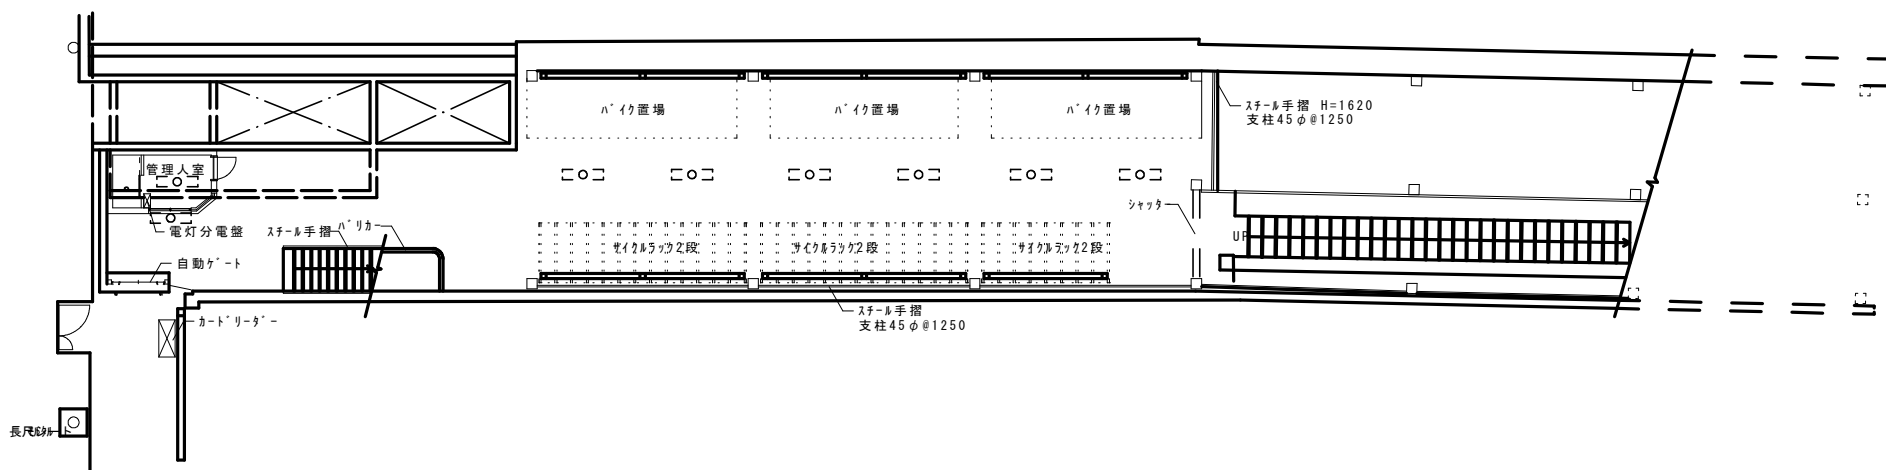 ﾊﾞｲｸ置場
ﾊﾞｲｸ置場
ﾊﾞｲｸ置場
ｽﾁｰﾙ手摺 H=1620
支柱45φ@1250
管理人室
シャッター
電灯分電盤
ｽﾁｰﾙ手摺
ﾊﾞﾘｶｰ
UP
ｻｲｸﾙﾗｯｸ2段
ｻｲｸﾙﾗｯｸ2段
ｻｲｸﾙﾗｯｸ2段
自動ｹﾞｰﾄ
ｽﾁｰﾙ手摺
支柱45φ@1250
ｶｰﾄﾞﾘｰﾀﾞｰ